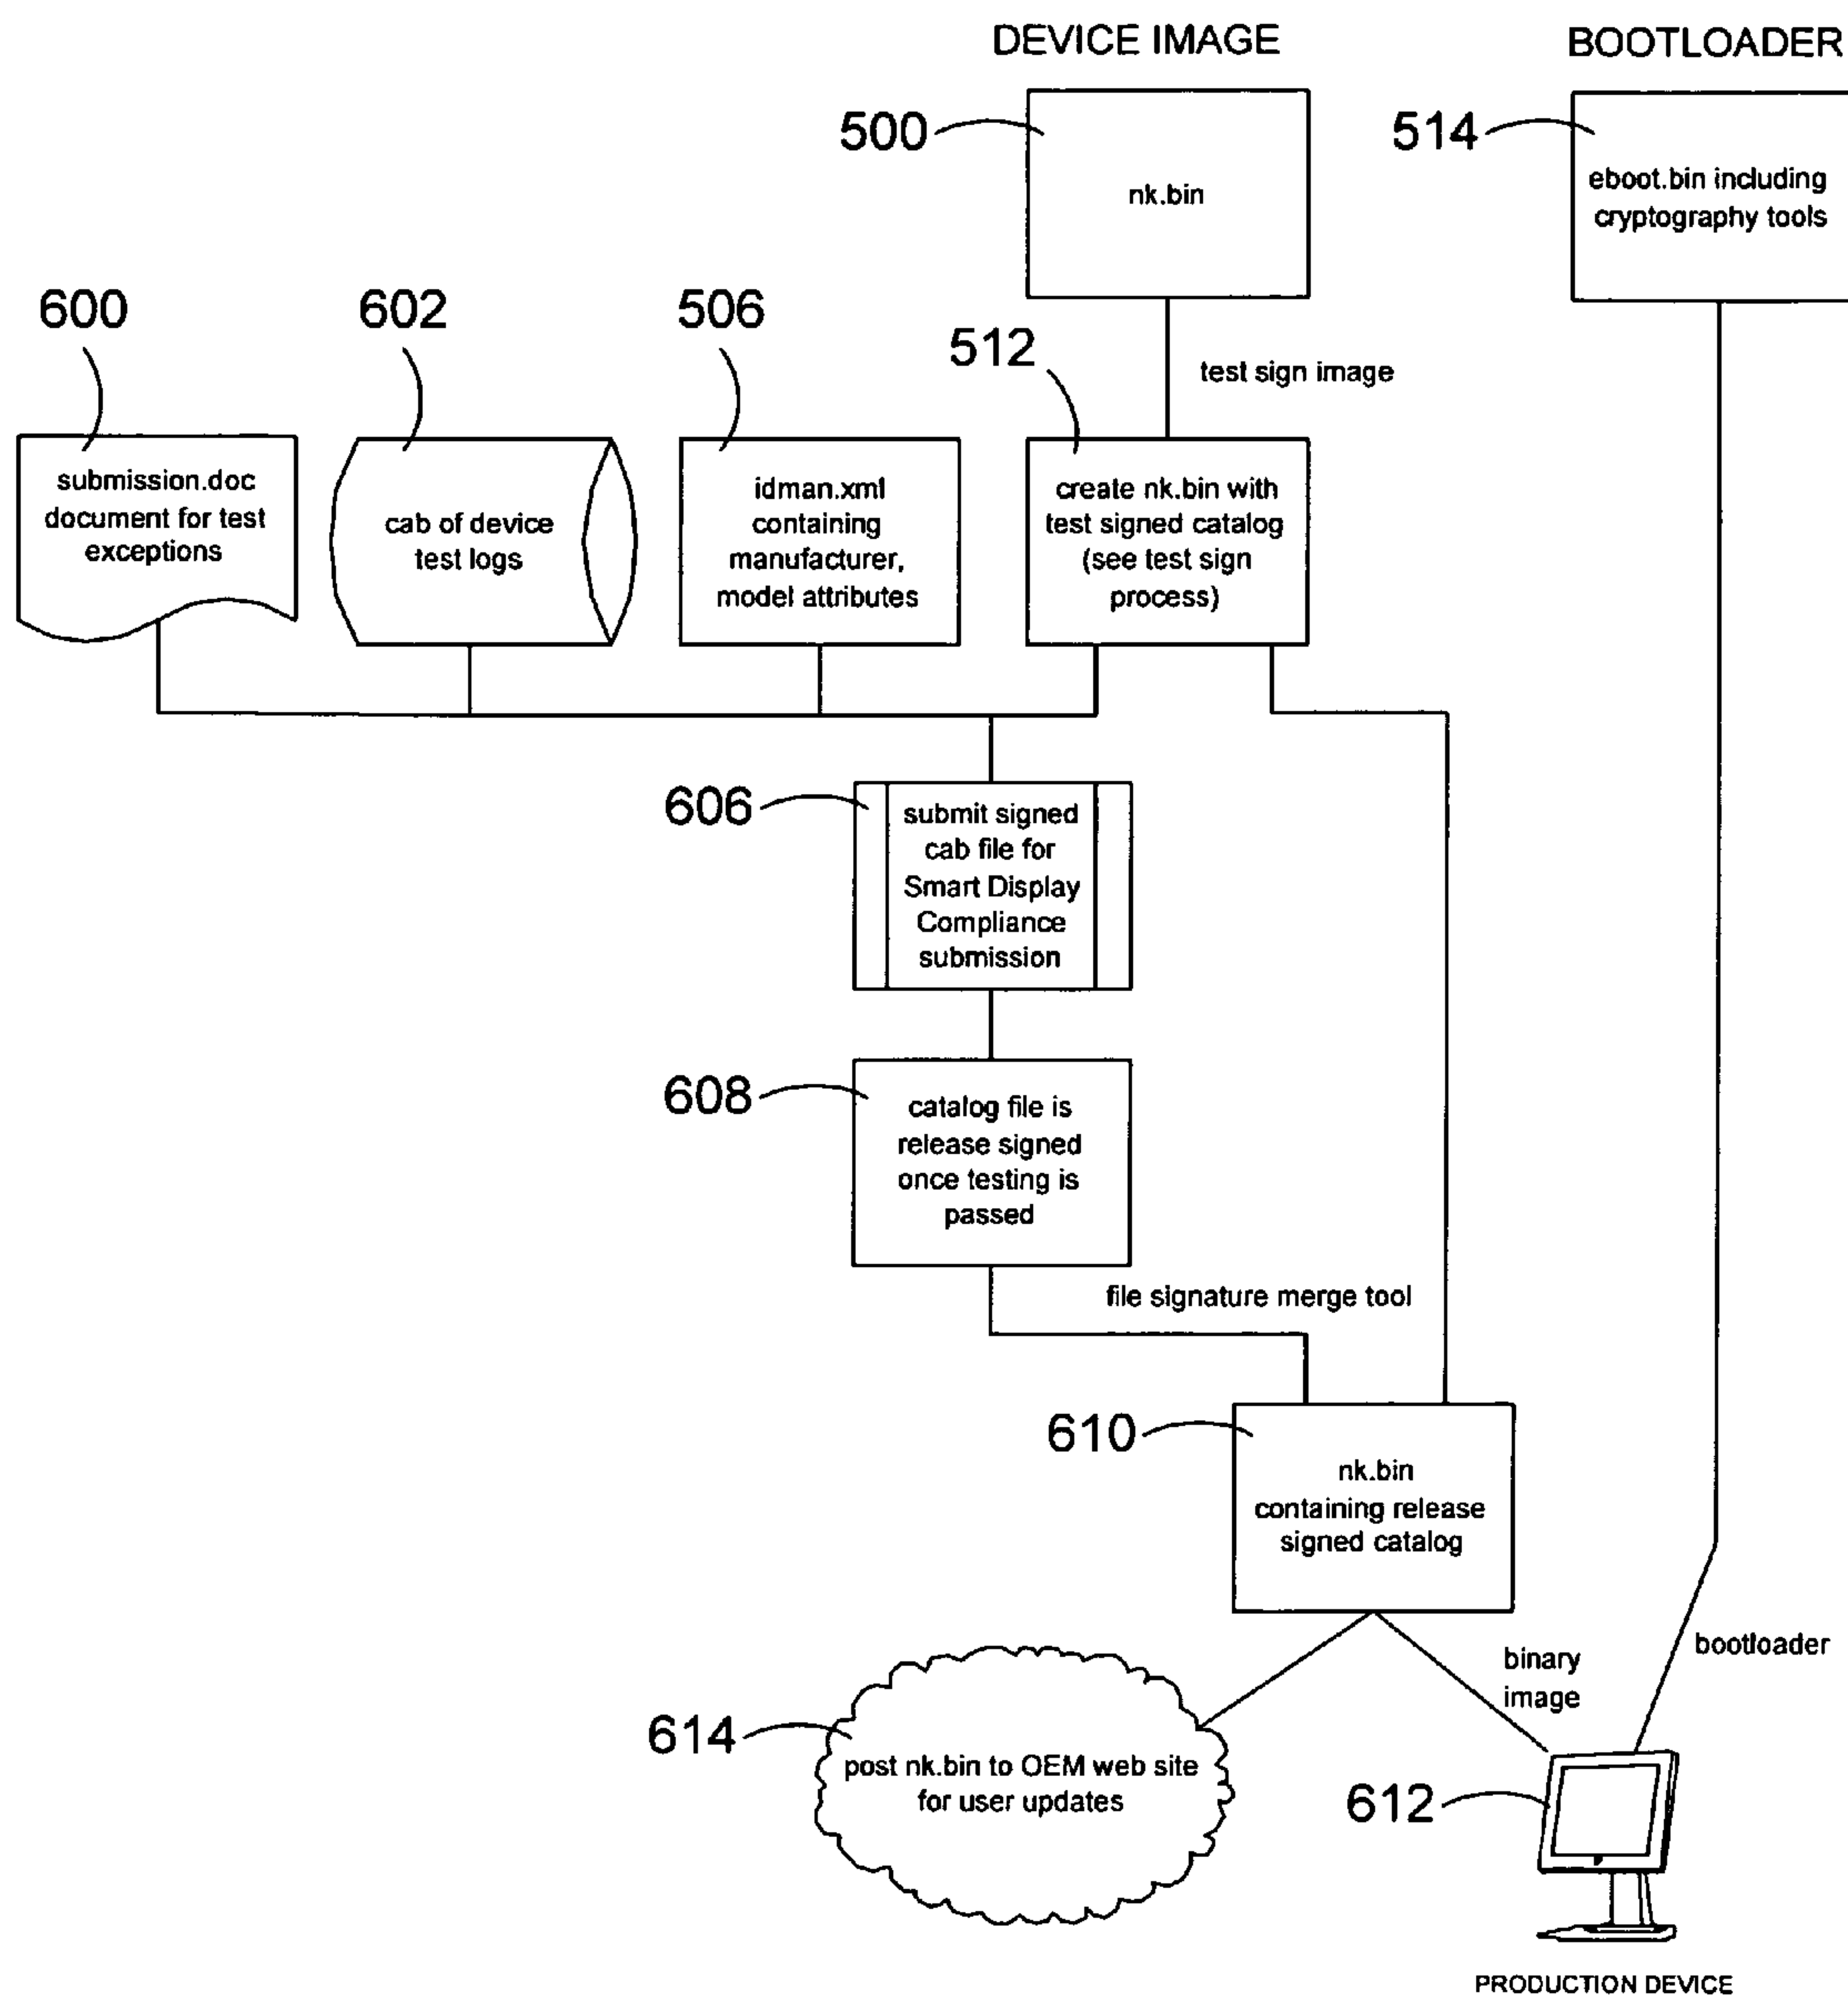 DEVICE IMAGE
BOOTLOADER
500
514
nk.bin
eboot.bin including
cryptography tools
600
602
506
512
test sign image
submission.doc
document for test
exceptions
cab of device
test logs
idman.xml
containing
manufacturer,
model attributes
create nk.bin with
test signed catalog
(see test sign
process)
606
submit signed
cab file for
Smart Display
Compliance
submission
608
catalog file is
release signed
once testing is
passed
file signature merge tool
610
nk.bin
containing release
signed catalog
binary
image
bootloader
614
post nk.bin to OEM web site
for user updates
612
PRODUCTION DEVICE